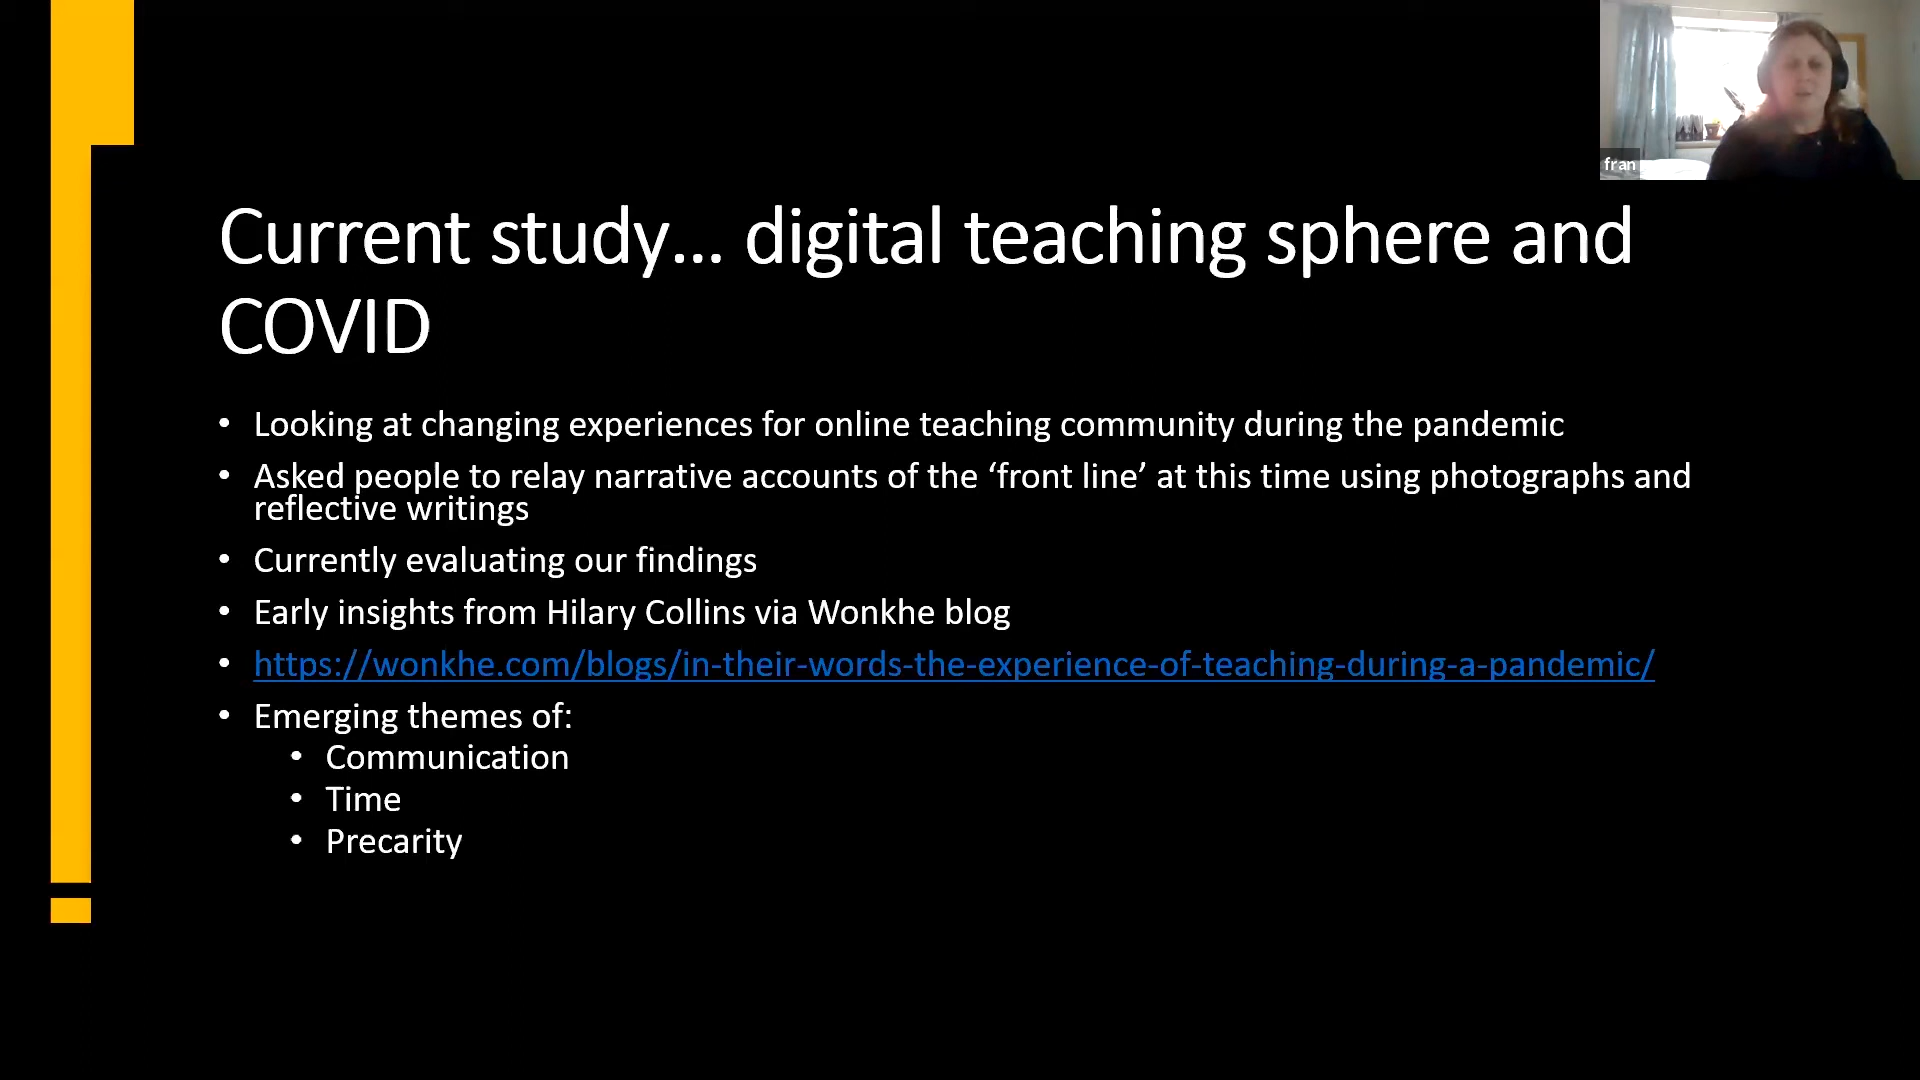 fran
Current study... digital teaching sphere and
COVID
• Looking at changing experiences for online teaching community during the pandemic
• Asked people to relay narrative accounts of the ‘front line’ at this time using photographs and
reflective writings
• Currently evaluating our findings
• Early insights from Hilary Collins via Wonkhe blog
• https://wonkhe.com/blogs/in-their-words-the-experience-of-teaching-during-a-pandemic/
• Emerging themes of:
• Communication
• Time
• Precarity